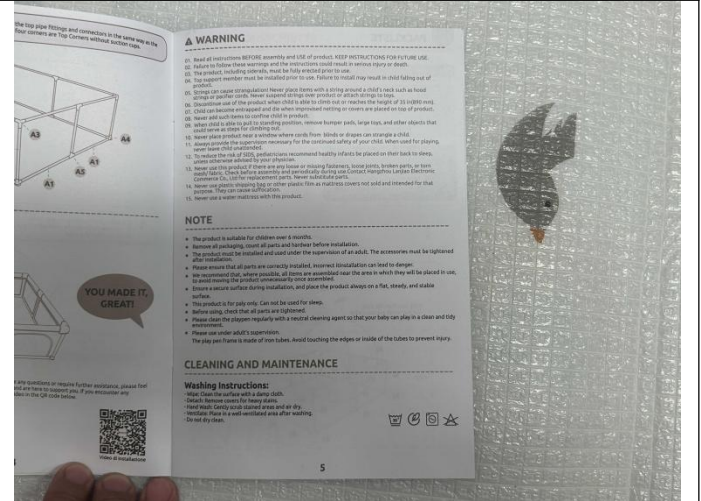 the top pipe fittings and connectors in the same way as the
four corners are Top Corners without suction cups.
A3
A4
A1
A5
A1
YOU MADE IT,
GREAT!
any questions or require further assistance, please feel
and are here to support you. If you encounter any
video in the QR code below.
Video di installazione
WARNING
01. Read all instructions BEFORE assembly and USE of product. KEEP INSTRUCTIONS FOR FUTURE USE.
02. Failure to follow these warnings and the instructions could result in serious injury or death.
03. The product, including siderails, must be fully erected prior to use.
04. Top support member must be installed prior to use. Failure to install may result in child falling out of
product.
05. Strings can cause strangulation! Never place items with a string around a child's neck such as hood
strings or pacifier cords. Never suspend strings over product or attach strings to toys.
06. Discontinue use of the product when child is able to climb out or reaches the height of 35 in(890 mm).
07. Child can become entrapped and die when improvised netting or covers are placed on top of product.
08. Never add such items to confine child in product.
09. When child is able to pull to standing position, remove bumper pads, large toys, and other objects that
could serve as steps for climbing out.
10. Never place product near a window where cords from blinds or drapes can strangle a child
11. Always provide the supervision necessary for the continued safety of your child. When used for playing,
never leave child unattended.
12. To reduce the risk of SIDS, pediatricians recommend healthy infants be placed on their back to sleep,
unless otherwise advised by your physician.
13. Never use this product if there are any loose or missing fasteners, loose joints, broken parts, or torn
mesh/ fabric. Check before assembly and periodically during use.Contact Hangzhou Lanzao Electronic
Commerce Co., Ltd for replacement parts. Never substitute parts.
14. Never use plastic shipping bag or other plastic film as mattress covers not sold and intended for that
purpose. They can cause suffocation.
15. Never use a water mattress with this product.
NOTE
The product is suitable for children over 6 months.
Remove all packaging, count all parts and hardwar before installation.
The product must be installed and used under the supervision of an adult. The accessories must be tightened
after installation.
Please ensure that all parts are correctly installed, incorrect iisinstallation can lead to danger.
We recommend that, where possible, all items are assembled near the area in which they will be placed in use,
to avoid moving the product unnecessarily once assembled.
Ensure a secure surface during installation, and place the product always on a flat, steady, and stable
surface.
This product is for paly only. Can not be used for sleep.
Before using, check that all parts are tightened.
Please clean the playpen regularly with a neutral cleaning agent so that your baby can play in a clean and tidy
environment.
Please use under adult's supervision.
The play pen frame is made of iron tubes. Avoid touching the edges or inside of the tubes to prevent injury.
CLEANING AND MAINTENANCE
Washing Instructions:
-Wipe: Clean the surface with a damp cloth.
-Detach: Remove covers for heavy stains.
-Hand Wash: Gently scrub stained areas and air dry.
-Ventilate: Place in a well-ventilated area after washing.
-Do not dry clean.
5